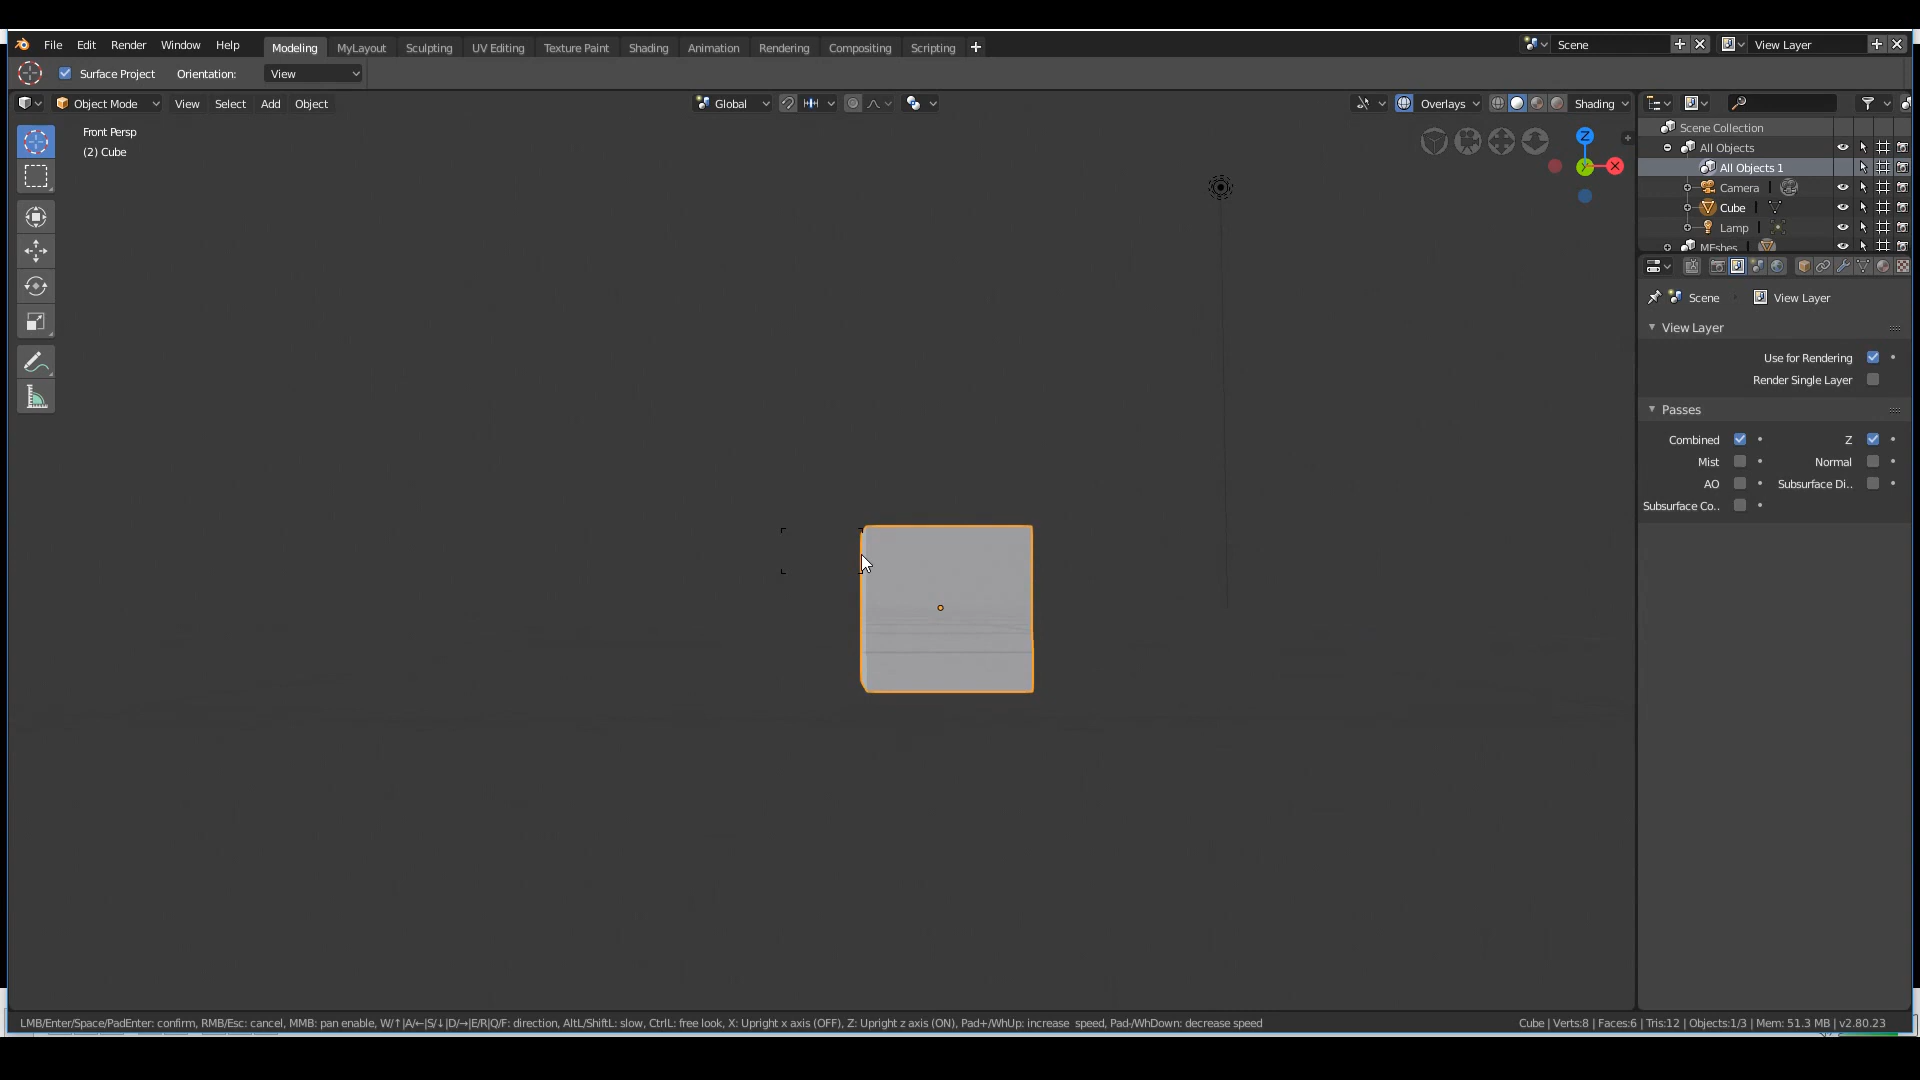 File Edit Render Window Help Modeling MyLayout Sculpting UV Editing Texture Paint Shading Animation Rendering Compositing Scripting Scene View Layer
Surface Project Orientation: View
Object Mode View Select Add Object Global Overlays Shading
Front Persp
(2) Cube
Z
X
Scene Collection
All Objects
All Objects 1
Camera
Cube
Lamp
MEshes
Scene View Layer
View Layer
Use for Rendering
Render Single Layer
Passes
Combined Z
Mist Normal
AO Subsurface Di..
Subsurface Co..
LMB/Enter/Space/PadEnter: confirm, RMB/Esc: cancel, MMB: pan enable, W/↑|A/←|S/↓|D/→|E/R|Q/F: direction, AltL/ShiftL: slow, CtrlL: free look, X: Upright x axis (OFF), Z: Upright z axis (ON), Pad+/WhUp: increase speed, Pad-/WhDown: decrease speed Cube | Verts:8 | Faces:6 | Tris:12 | Objects:1/3 | Mem: 51.3 MB | v2.80.23